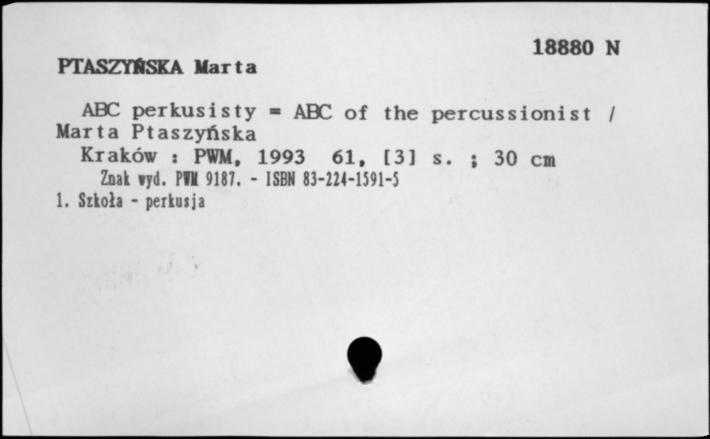 18880 N
PTASZYŃSKA Marta
ABC perkusisty = ABC of the percussionist /
Marta Ptaszyńska
Kraków : PWM, 1993 61, [3] s. ; 30 cm
Znak wyd. PWM 9187. - ISBN 83-224-1591-5
1. Szkoła - perkusja